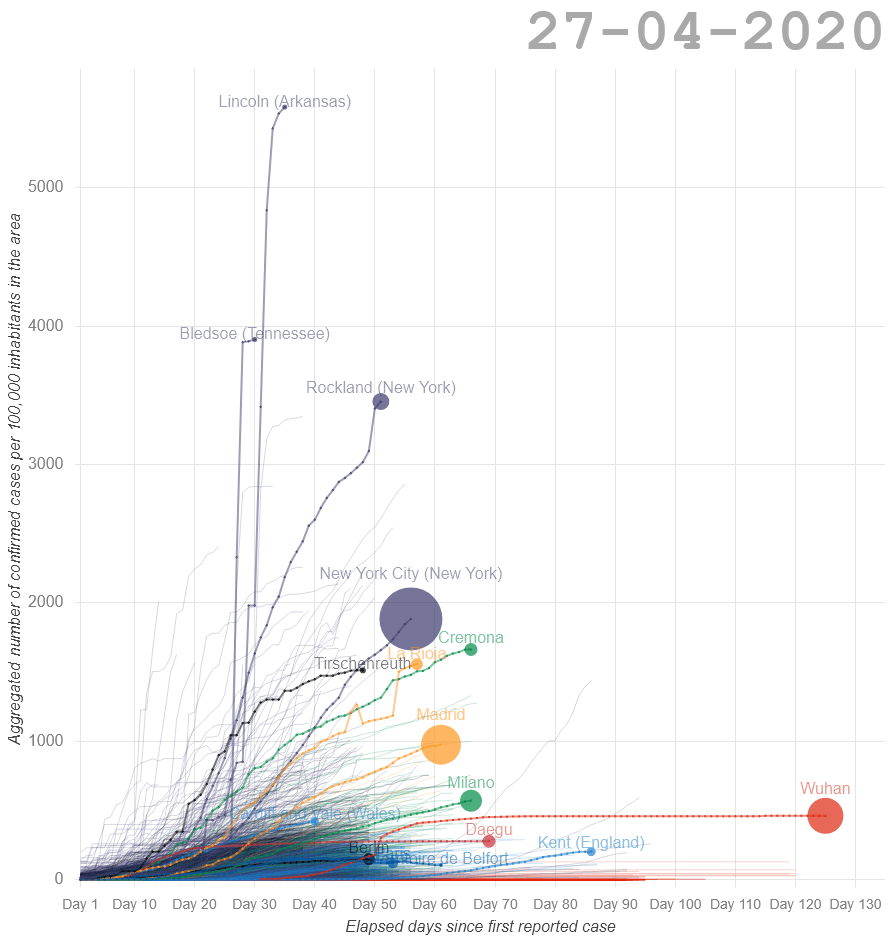 27-04-2020
Lincoln (Arkansas)
5000
Bledsoe (Tennessee)
4000
Rockland (New York)
3000
New York City (New York)
2000
Cremona
La Rioja
Tirschenreuth
Madrid
1000
Milano
Wuhan
(Wales)
Daegu
Kent (England)
Berlin
Territoire de Belfort
0
Day 1 Day 10 Day 20 Day 30 Day 40 Day 50 Day 60 Day 70 Day 80 Day 90 Day 100 Day 110 Day 120 Day 130
Elapsed days since first reported case
Aggregated number of confirmed cases per 100,000 inhabitants in the area